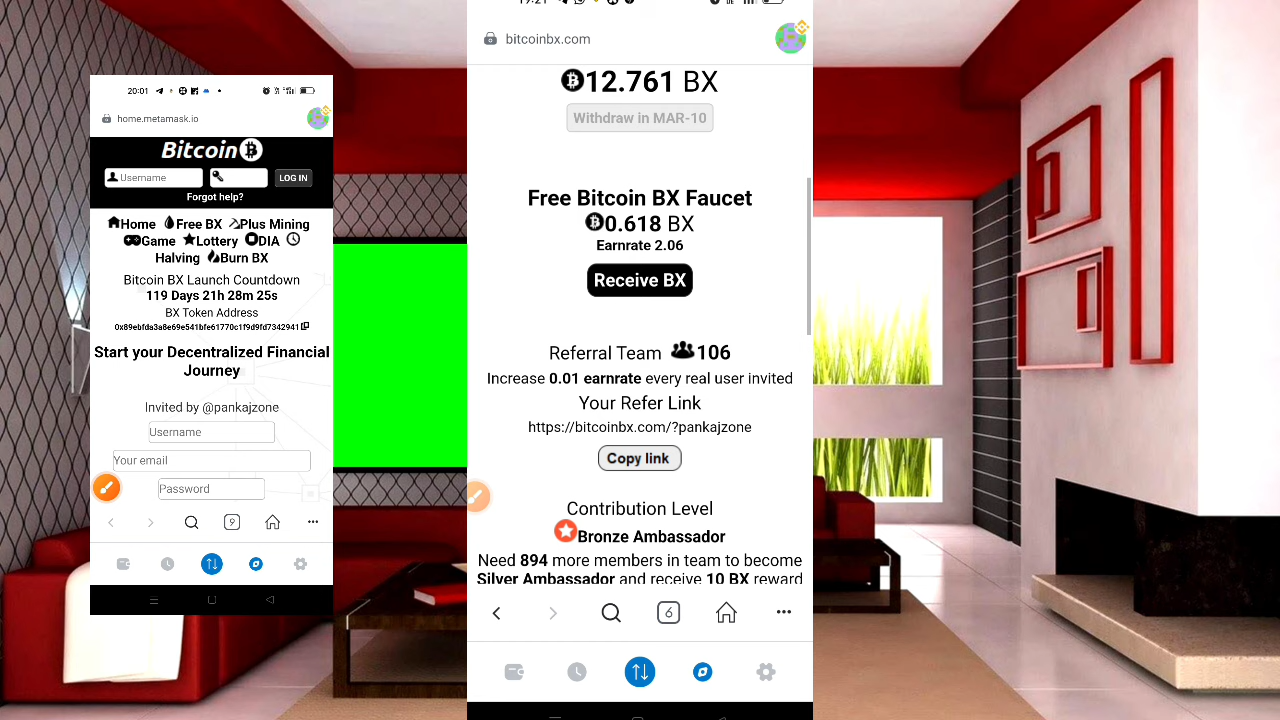 20:01
home.metamask.io
Bitcoin
Username
LOG IN
Forgot help?
Home Free BX Plus Mining
Game Lottery DIA
Halving Burn BX
Bitcoin BX Launch Countdown
119 Days 21h 28m 25s
BX Token Address
0x89ebfda3a8e69e541bfe61770c1f9d9fd7342941
Start your Decentralized Financial
Journey
Invited by @pankajzone
Username
Your email
Password
9
19:21
bitcoinbx.com
12.761 BX
Withdraw in MAR-10
Free Bitcoin BX Faucet
0.618 BX
Earnrate 2.06
Receive BX
Referral Team 106
Increase 0.01 earnrate every real user invited
Your Refer Link
https://bitcoinbx.com/?pankajzone
Copy link
Contribution Level
Bronze Ambassador
Need 894 more members in team to become
Silver Ambassador and receive 10 BX reward
6